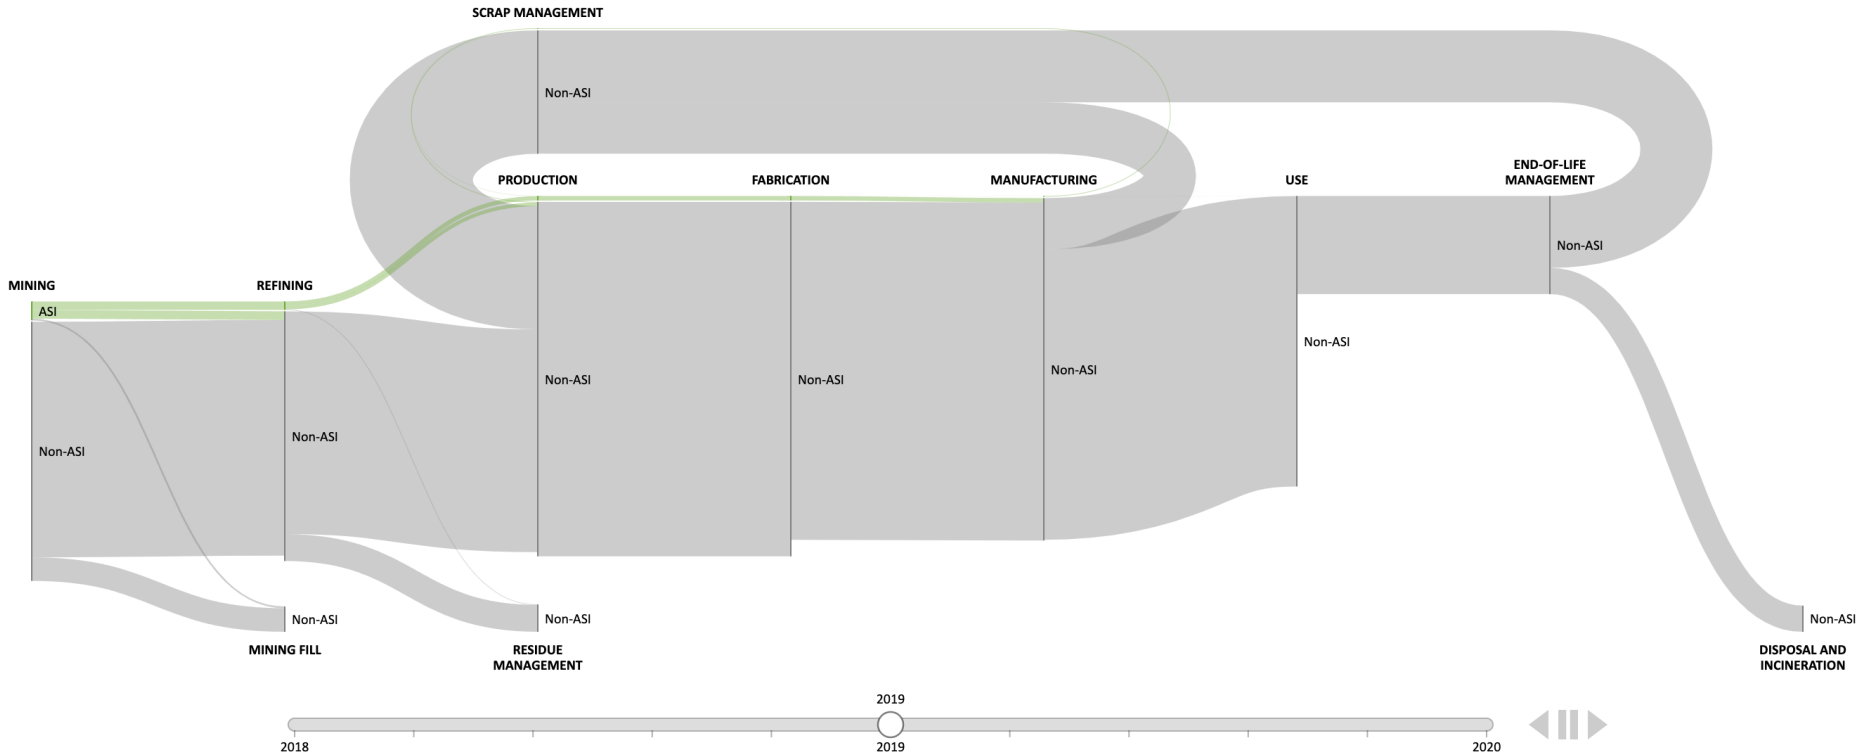 SCRAP MANAGEMENT
Non-ASI
PRODUCTION
FABRICATION
MANUFACTURING
USE
END-OF-LIFE
MANAGEMENT
Non-ASI
MINING
REFINING
ASI
Non-ASI
Non-ASI
Non-ASI
Non-ASI
Non-ASI
Non-ASI
Non-ASI
Non-ASI
Non-ASI
Non-ASI
MINING FILL
RESIDUE
MANAGEMENT
DISPOSAL AND
INCINERATION
2019
2018
2019
2020